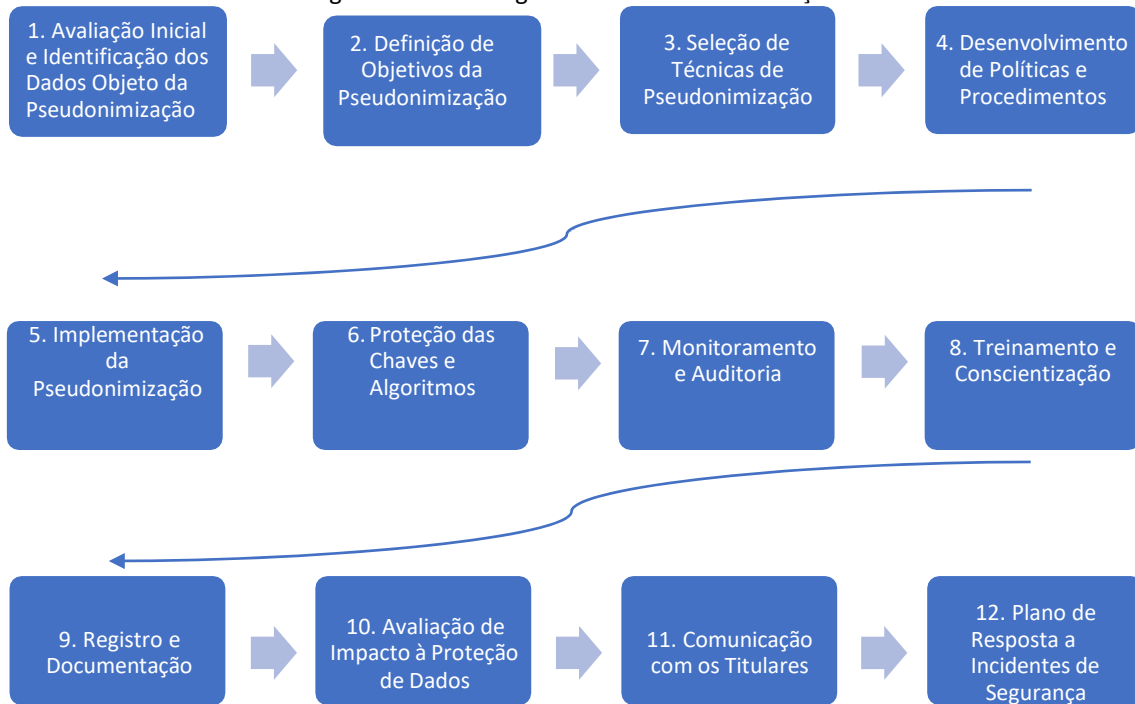 1. Avaliação Inicial
e Identificação dos
Dados Objeto da
Pseudonimização
2. Definição de
Objetivos da
Pseudonimização
3. Seleção de
Técnicas de
Pseudonimização
4. Desenvolvimento
de Políticas e
Procedimentos
5. Implementação
da
Pseudonimização
6. Proteção das
Chaves e
Algoritmos
7. Monitoramento
e Auditoria
8. Treinamento e
Conscientização
9. Registro e
Documentação
10. Avaliação de
Impacto à Proteção
de Dados
11. Comunicação
com os Titulares
12. Plano de
Resposta a
Incidentes de
Segurança